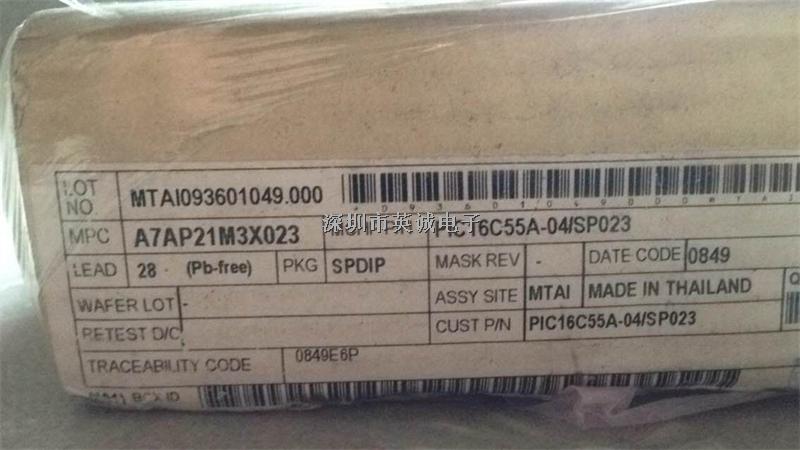 LOT NO. MTAI093601049.000
深圳市英诚电子
MPC A7AP21M3X023 PIC16C55A-04/SP023
LEAD 28 (Pb-free) PKG SPDIP MASK REV - DATE CODE 0849
WAFER LOT - ASSY SITE MTAI MADE IN THAILAND Q
RETEST D/C CUST P/N PIC16C55A-04/SP023
TRACEABILITY CODE 0849E6P
BOX ID